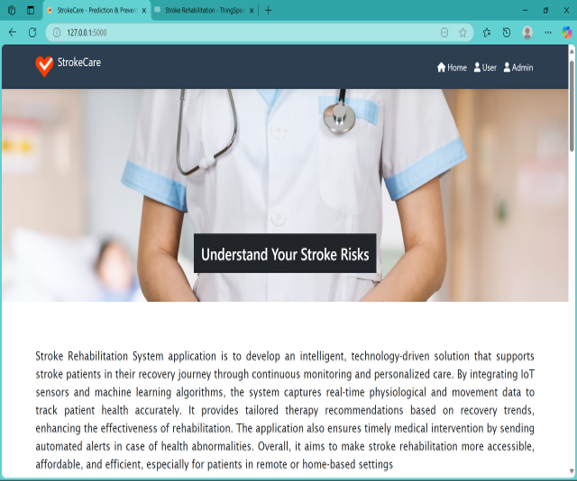 StrokeCare - Prediction & Preven
Stroke Rehabilitation - ThingSpe
127.0.0.1:5000
StrokeCare
Home User Admin
Understand Your Stroke Risks
Stroke Rehabilitation System application is to develop an intelligent, technology-driven solution that supports
stroke patients in their recovery journey through continuous monitoring and personalized care. By integrating IoT
sensors and machine learning algorithms, the system captures real-time physiological and movement data to
track patient health accurately. It provides tailored therapy recommendations based on recovery trends,
enhancing the effectiveness of rehabilitation. The application also ensures timely medical intervention by sending
automated alerts in case of health abnormalities. Overall, it aims to make stroke rehabilitation more accessible,
affordable, and efficient, especially for patients in remote or home-based settings